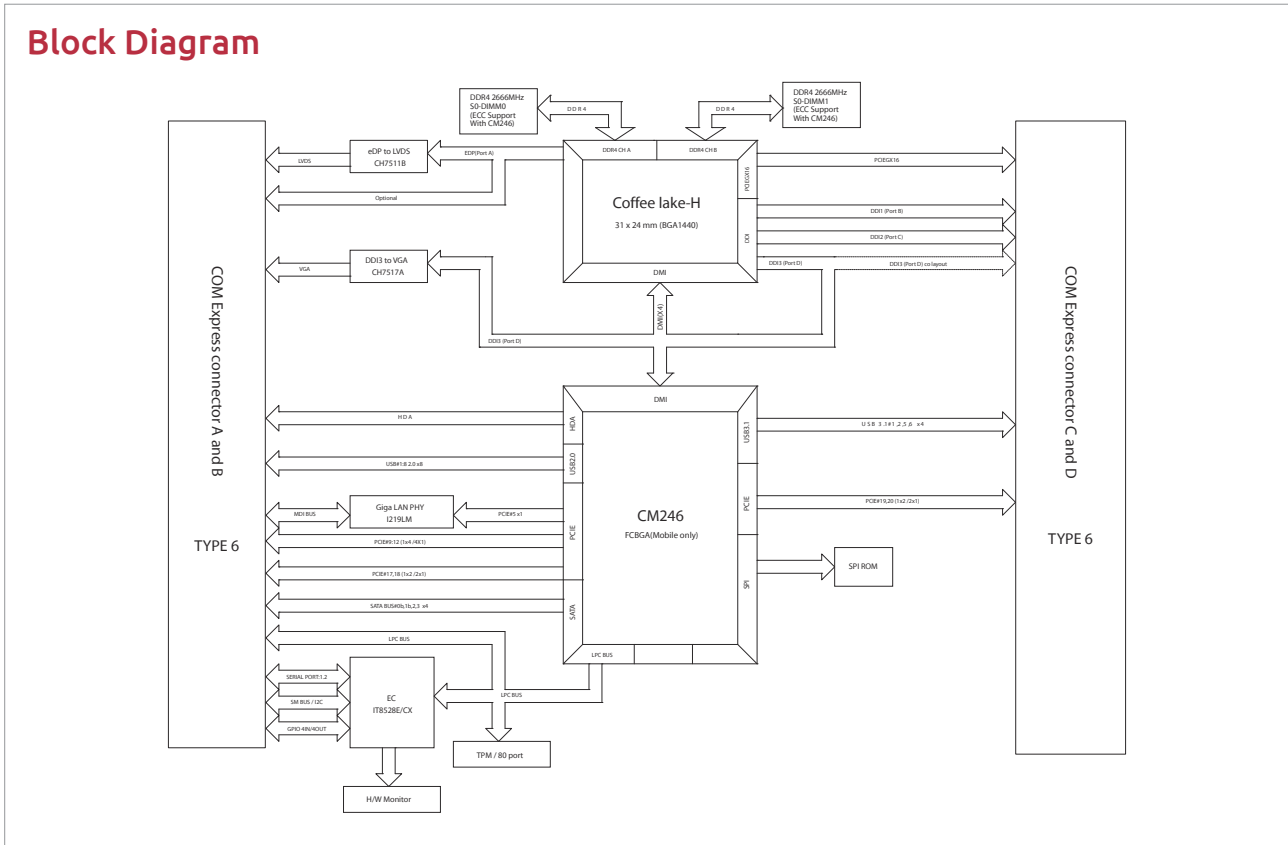 Block Diagram
DDR4 2666MHz
S0-DIMM0
(ECC Support
With CM246)
DDR4
DDR4
DDR4 2666MHz
S0-DIMM1
(ECC Support
With CM246)
COM Express connector A and B
TYPE 6
LVDS
eDP to LVDS
CH7511B
EDP(Port A)
Optional
VGA
DDI3 to VGA
CH7517A
DDI3 (Port D)
DDR4 CH A
DDR4 CH B
PCIEGX16
DDI
Coffee lake-H
31 x 24 mm (BGA1440)
DMI
DMI(X4)
PCIEGX16
DDI1 (Port B)
DDI2 (Port C)
DDI3 (Port D)
DDI3 (Port D) co layout
COM Express connector C and D
TYPE 6
DMI
HDA
HDA
USB#1:8 2.0 x8
USB2.0
MDI BUS
Giga LAN PHY
I219LM
PCIE#5 x1
PCIE
PCIE#9:12 (1x4 /4X1)
PCIE#17,18 (1x2 /2x1)
SATA BUS#0b,1b,2,3 x4
SATA
CM246
FCBGA(Mobile only)
USB3.1
USB 3.1#1,2,5,6 x4
PCIE
PCIE#19,20 (1x2 /2x1)
SPI
SPI ROM
LPC BUS
LPC BUS
LPC BUS
SERIAL PORT:1.2
SM BUS / I2C
GPIO 4IN/4OUT
EC
IT8528E/CX
TPM / 80 port
H/W Monitor